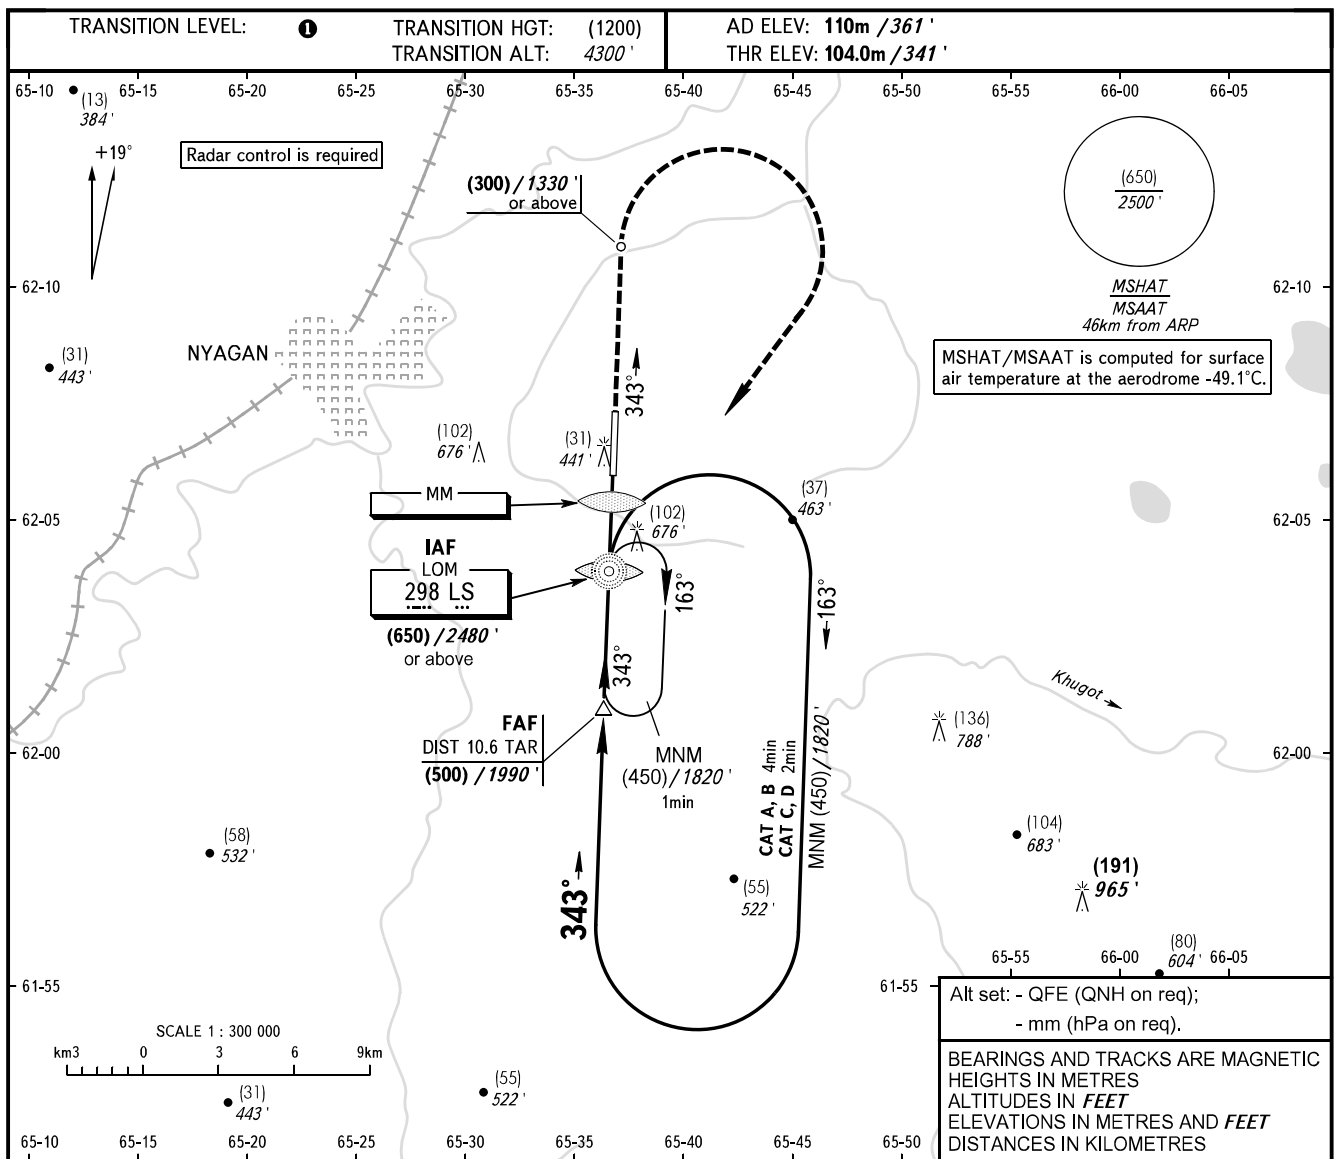 TRANSITION LEVEL: 1
TRANSITION HGT: (1200)
TRANSITION ALT: 4300 '
AD ELEV: 110m / 361 '
THR ELEV: 104.0m / 341 '
65-10 65-15 65-20 65-25 65-30 65-35 65-40 65-45 65-50 65-55 66-00 66-05
(13)
384 '
+19°
Radar control is required
(300) / 1330 '
or above
(650)
2500 '
MSHAT
MSAAT
46km from ARP
62-10 62-10
MSHAT/MSAAT is computed for surface
air temperature at the aerodrome -49.1°C.
NYAGAN
(31)
443 '
343°
(102)
676 '
(31)
441 '
MM
(37)
463 '
62-05 62-05
(102)
676 '
IAF
LOM
298 LS
(650) / 2480 '
or above
163°
163°
343°
Khugot
FAF
DIST 10.6 TAR
(500) / 1990 '
MNM
(450) / 1820 '
1min
CAT A, B 4min
CAT C, D 2min
MNM (450) / 1820 '
(136)
788 '
62-00 62-00
(58)
532 '
(104)
683 '
(191)
965 '
343°
(55)
522 '
(80)
604 '
65-55 66-00 66-05
61-55 61-55
Alt set: - QFE (QNH on req);
- mm (hPa on req).
SCALE 1 : 300 000
km3 0 3 6 9km
(31)
443 '
(55)
522 '
BEARINGS AND TRACKS ARE MAGNETIC
HEIGHTS IN METRES
ALTITUDES IN FEET
ELEVATIONS IN METRES AND FEET
DISTANCES IN KILOMETRES
65-10 65-15 65-20 65-25 65-30 65-35 65-40 65-45 65-50